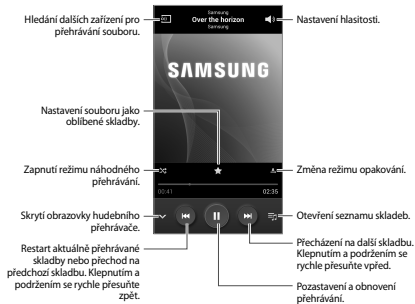 Hledání dalších zařízení pro
přehrávání souboru.
Samsung
Over the horizon
Samsung
Nastavení hlasitosti.
SAMSUNG
Nastavení souboru jako
oblíbené skladby.
Zapnutí režimu náhodného
přehrávání.
Změna režimu opakování.
00:41
02:35
Skrytí obrazovky hudebního
přehrávače.
Otevření seznamu skladeb.
Restart aktuálně přehrávané
skladby nebo přechod na
předchozí skladbu. Klepnutím a
podržením se rychle přesuňte
zpět.
Přecházení na další skladbu.
Klepnutím a podržením se
rychle přesuňte vpřed.
Pozastavení a obnovení
přehrávání.